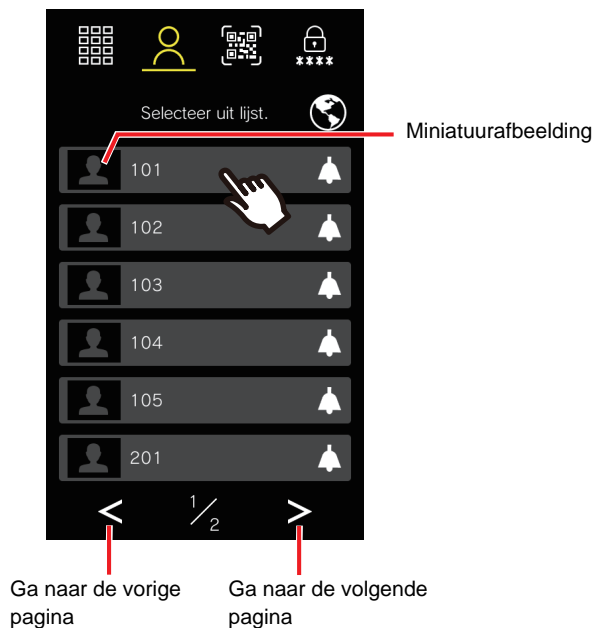 ****
Selecteer uit lijst.
Miniatuurafbeelding
101
102
103
104
105
201
< 1/2 >
Ga naar de vorige
pagina
Ga naar de volgende
pagina